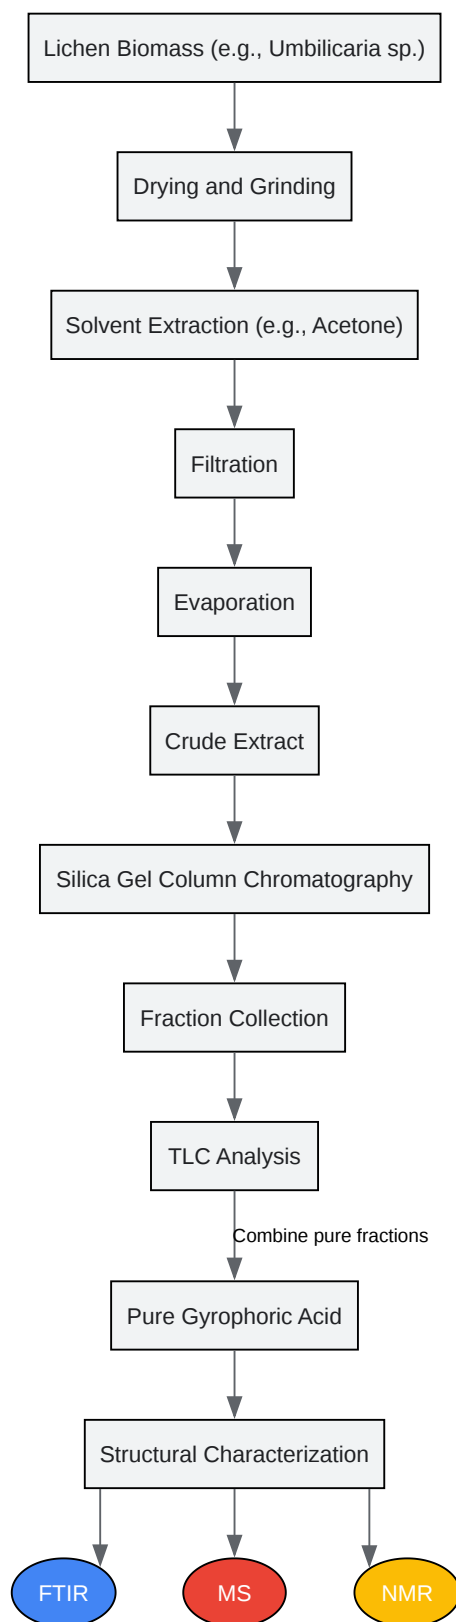 Lichen Biomass (e.g., Umbilicaria sp.)
Drying and Grinding
Solvent Extraction (e.g., Acetone)
Filtration
Evaporation
Crude Extract
Silica Gel Column Chromatography
Fraction Collection
TLC Analysis
Combine pure fractions
Pure Gyrophoric Acid
Structural Characterization
FTIR
MS
NMR